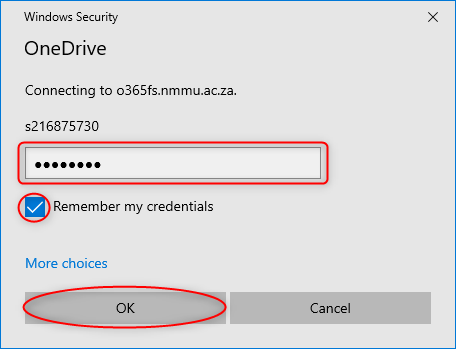 Windows Security
OneDrive
Connecting to o365fs.nmmu.ac.za.
s216875730
●●●●●●●●
Remember my credentials
More choices
OK
Cancel